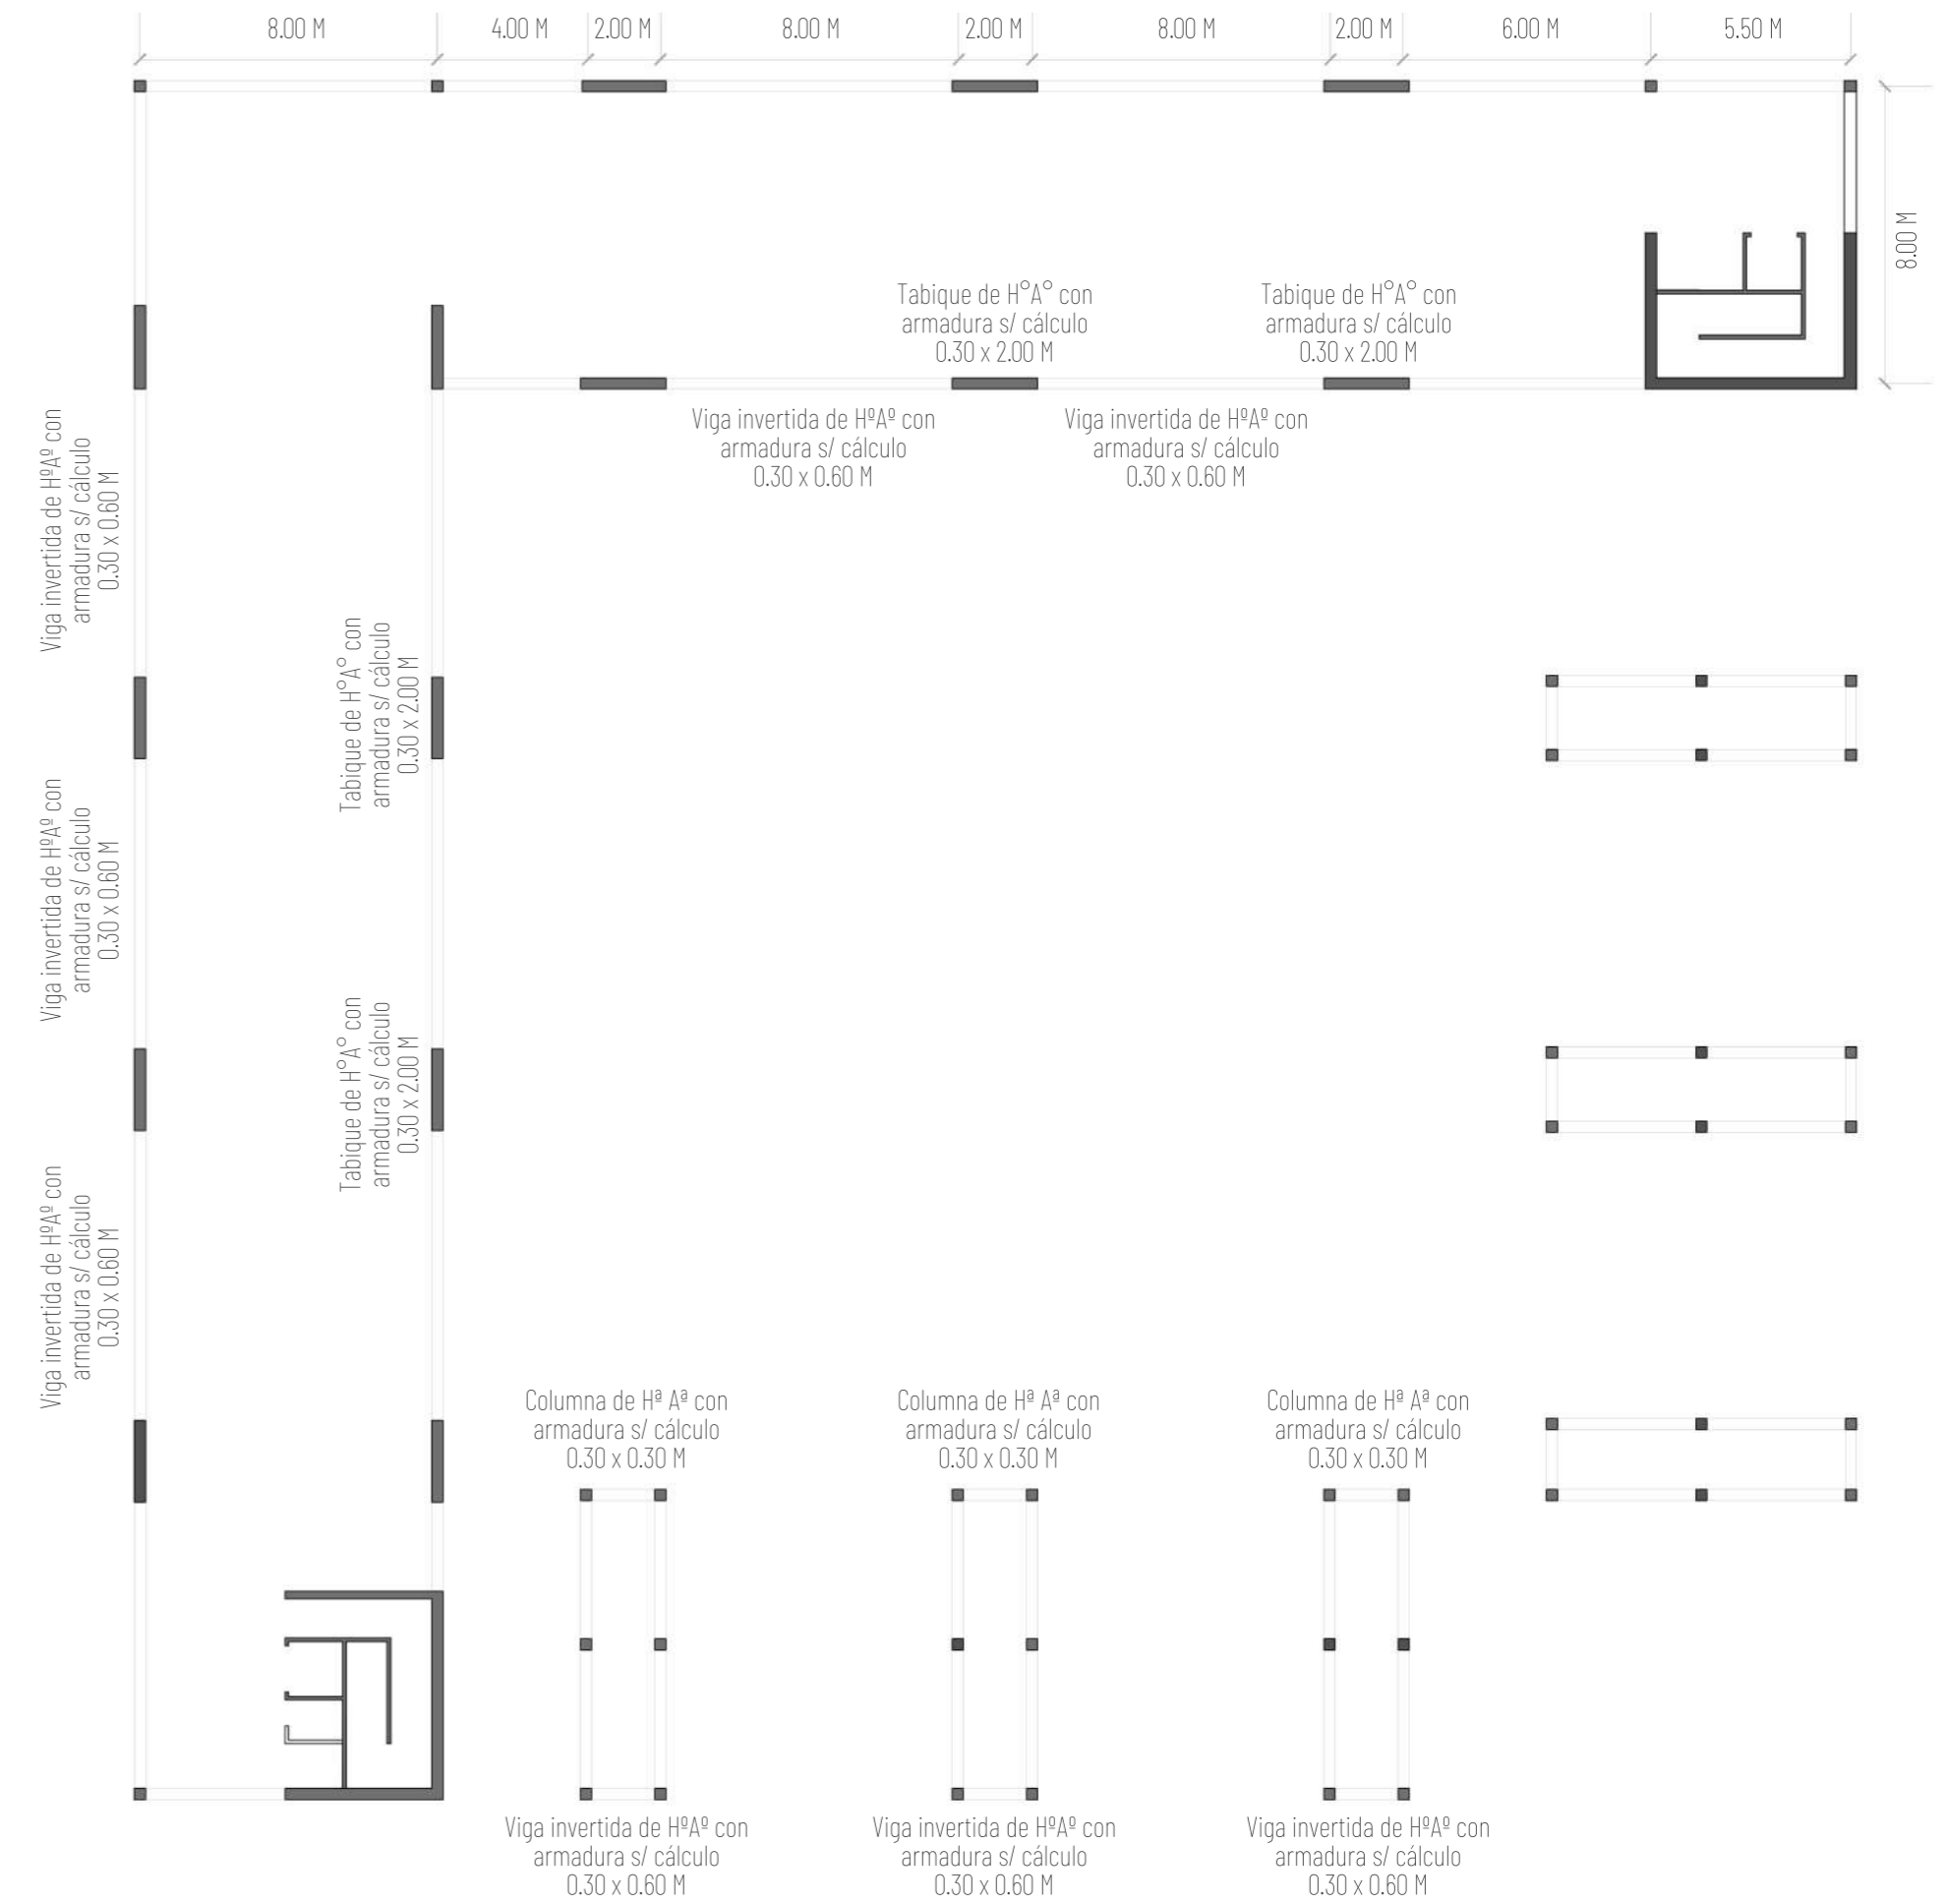 8.00 M
4.00 M
2.00 M
8.00 M
2.00 M
8.00 M
2.00 M
6.00 M
5.50 M
8.00 M
Tabique de H°A° con
armadura s/ cálculo
0.30 x 2.00 M
Tabique de H°A° con
armadura s/ cálculo
0.30 x 2.00 M
Viga invertida de HºAº con
armadura s/ cálculo
0.30 x 0.60 M
Viga invertida de HºAº con
armadura s/ cálculo
0.30 x 0.60 M
Viga invertida de HºAº con
armadura s/ cálculo
0.30 x 0.60 M
Tabique de H°A° con
armadura s/ cálculo
0.30 x 2.00 M
Viga invertida de HºAº con
armadura s/ cálculo
0.30 x 0.60 M
Tabique de H°A° con
armadura s/ cálculo
0.30 x 2.00 M
Viga invertida de HºAº con
armadura s/ cálculo
0.30 x 0.60 M
Columna de Hª Aª con
armadura s/ cálculo
0.30 x 0.30 M
Columna de Hª Aª con
armadura s/ cálculo
0.30 x 0.30 M
Columna de Hª Aª con
armadura s/ cálculo
0.30 x 0.30 M
Viga invertida de HºAº con
armadura s/ cálculo
0.30 x 0.60 M
Viga invertida de HºAº con
armadura s/ cálculo
0.30 x 0.60 M
Viga invertida de HºAº con
armadura s/ cálculo
0.30 x 0.60 M